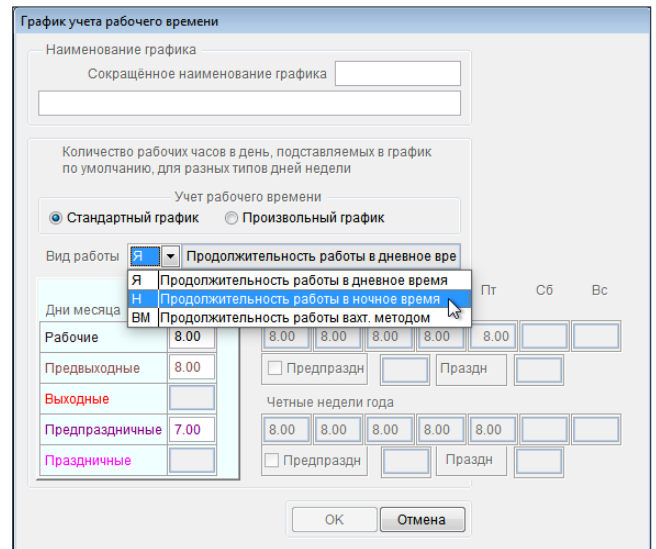 График учета рабочего времени
Наименование графика
Сокращённое наименование графика
Количество рабочих часов в день, подставляемых в график
по умолчанию, для разных типов дней недели
Учет рабочего времени
Стандартный график Произвольный график
Вид работы Я Продолжительность работы в дневное вре
Я Продолжительность работы в дневное время
Н Продолжительность работы в ночное время
ВМ Продолжительность работы вахт. методом
Пт Сб Вс
Дни месяца
Рабочие 8.00 8.00 8.00 8.00 8.00 8.00
Предвыходные 8.00 Предпраздн Праздн
Выходные Четные недели года
Предпраздничные 7.00 8.00 8.00 8.00 8.00 8.00
Праздничные Предпраздн Праздн
OK Отмена